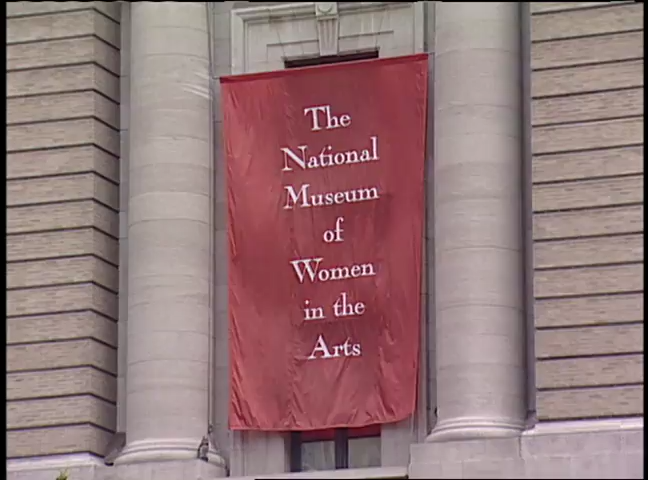 The
National
Museum
of
Women
in the
Arts